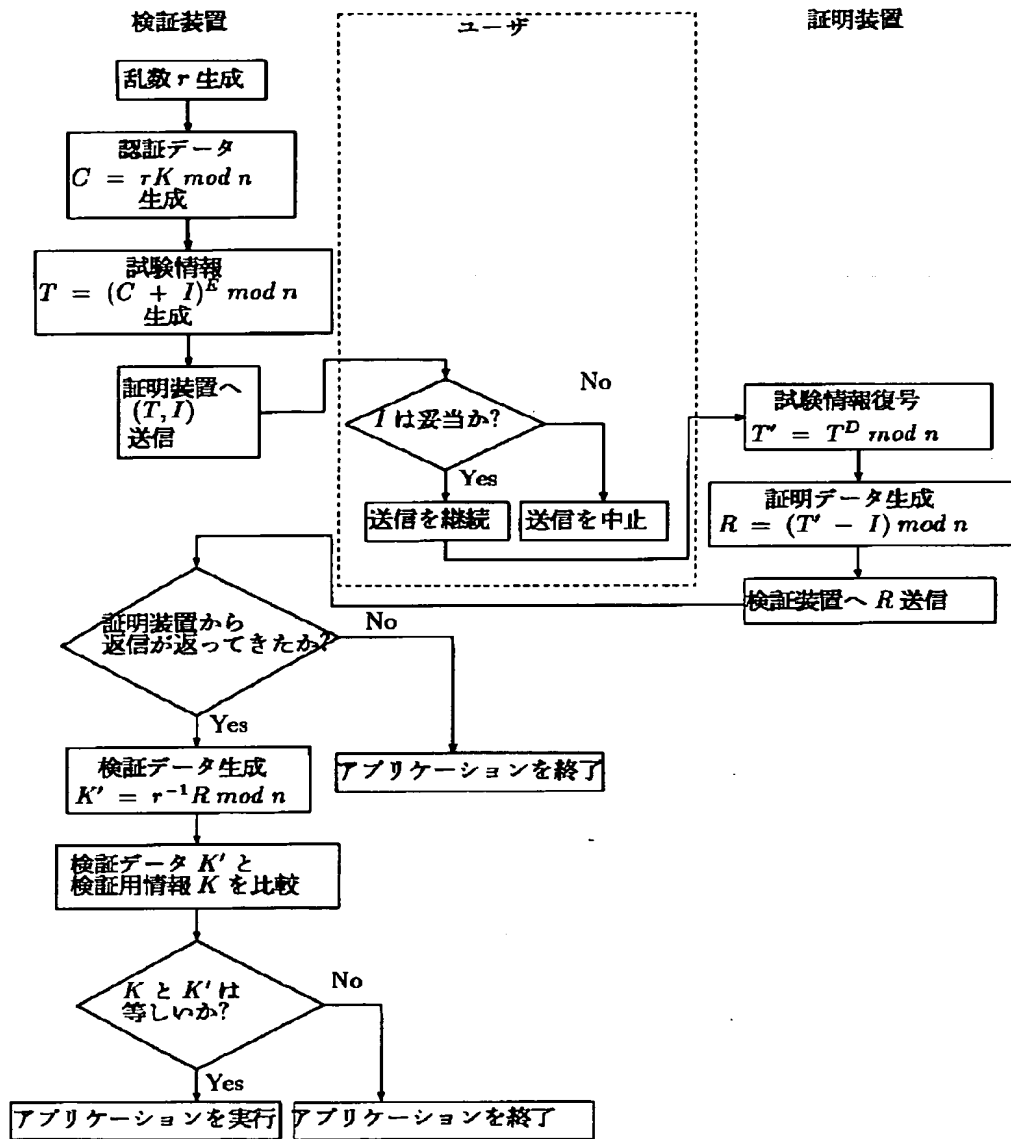 検証装置
ユーザ
証明装置
乱数 r 生成
認証データ
C = rK mod n
生成
試験情報
T = (C + I)^E mod n
生成
証明装置へ
(T, I)
送信
I は妥当か?
No
Yes
送信を継続
送信を中止
試験情報復号
T′ = T^D mod n
証明データ生成
R = (T′ − I) mod n
検証装置へ R 送信
証明装置から
返信が返ってきたか?
No
Yes
アプリケーションを終了
検証データ生成
K′ = r^−1 R mod n
検証データ K′ と
検証用情報 K を比較
K と K′ は
等しいか?
No
Yes
アプリケーションを実行
アプリケーションを終了